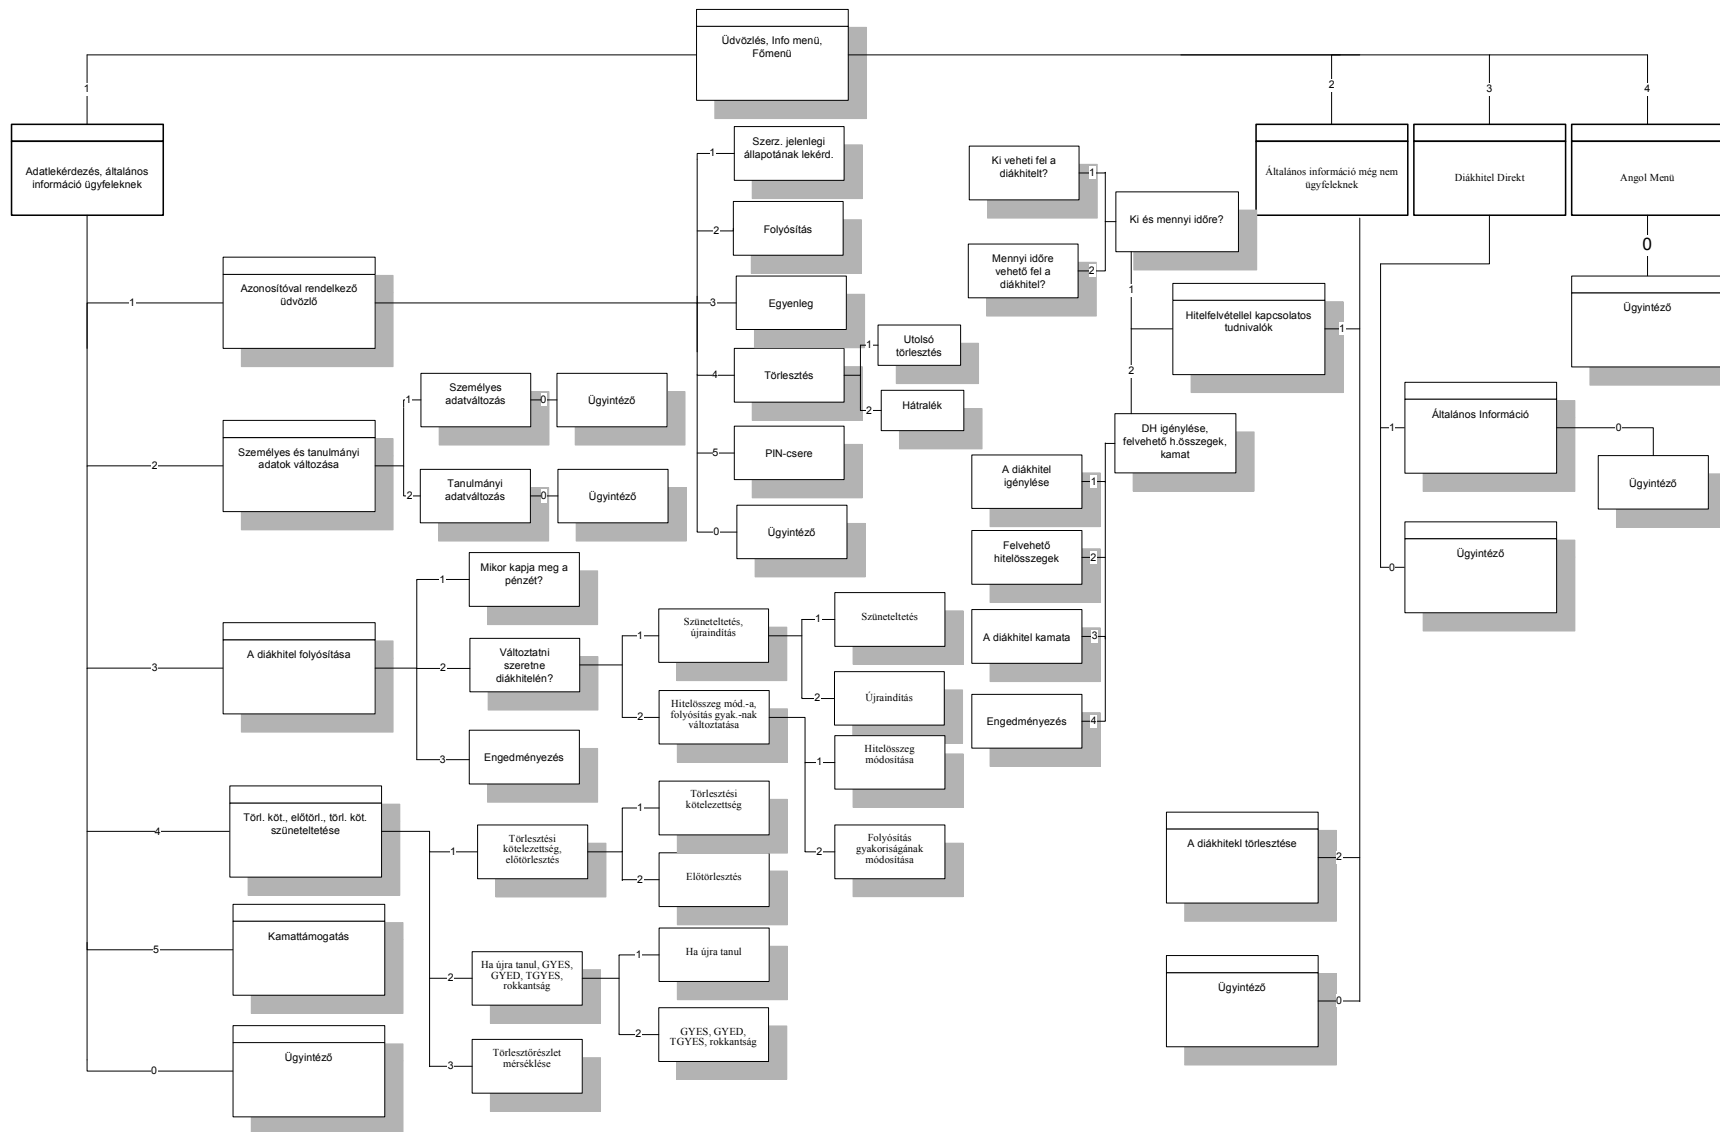 Üdvözlés, Info menü,
Főmenü
1
2
3
4
Adatlekérdezés, általános
információ ügyfeleknek
Általános információ még nem
ügyfeleknek
Diákhitel Direkt
Angol Menü
1
Azonosítóval rendelkező
üdvözlő
1
Szerz. jelenlegi
állapotának lekérd.
2
Folyósítás
3
Egyenleg
4
Törlesztés
1
Utolsó
törlesztés
2
Hátralék
5
PIN-csere
0
Ügyintéző
2
Személyes és tanulmányi
adatok változása
1
Személyes
adatváltozás
0
Ügyintéző
2
Tanulmányi
adatváltozás
0
Ügyintéző
3
A diákhitel folyósítása
1
Mikor kapja meg a
pénzét?
2
Változtatni
szeretne
diákhitelén?
1
Szüneteltetés,
újraindítás
1
Szüneteltetés
2
Újraindítás
2
Hitelösszeg mód.-a,
folyósítás gyak.-nak
változtatása
1
Hitelösszeg
módosítása
2
Folyósítás
gyakoriságának
módosítása
3
Engedményezés
4
Törl. köt., előtörl., törl. köt.
szüneteltetése
1
Törlesztési
kötelezettség,
előtörlesztés
1
Törlesztési
kötelezettség
2
Előtörlesztés
2
Ha újra tanul, GYES,
GYED, TGYES,
rokkantság
1
Ha újra tanul
2
GYES, GYED,
TGYES, rokkantság
3
Törlesztőrészlet
mérséklése
5
Kamattámogatás
0
Ügyintéző
1
Hitelfelvétellel kapcsolatos
tudnivalók
1
Ki és mennyi időre?
Ki veheti fel a
diákhitelt?
1
Mennyi időre
vehető fel a
diákhitel?
2
2
DH igénylése,
felvehető h.összegek,
kamat
A diákhitel
igénylése
1
Felvehető
hitelösszegek
2
A diákhitel kamata
3
Engedményezés
4
A diákhitekl törlesztése
2
Ügyintéző
0
1
Általános Információ
0
Ügyintéző
0
Ügyintéző
0
Ügyintéző